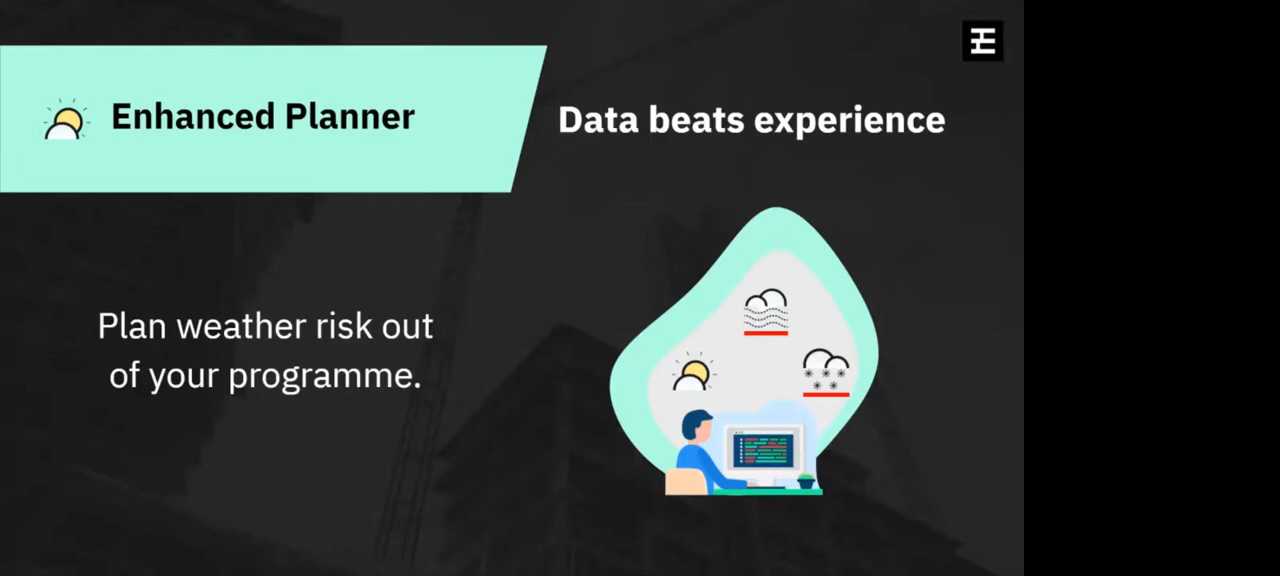 Enhanced Planner
Data beats experience
Plan weather risk out
of your programme.